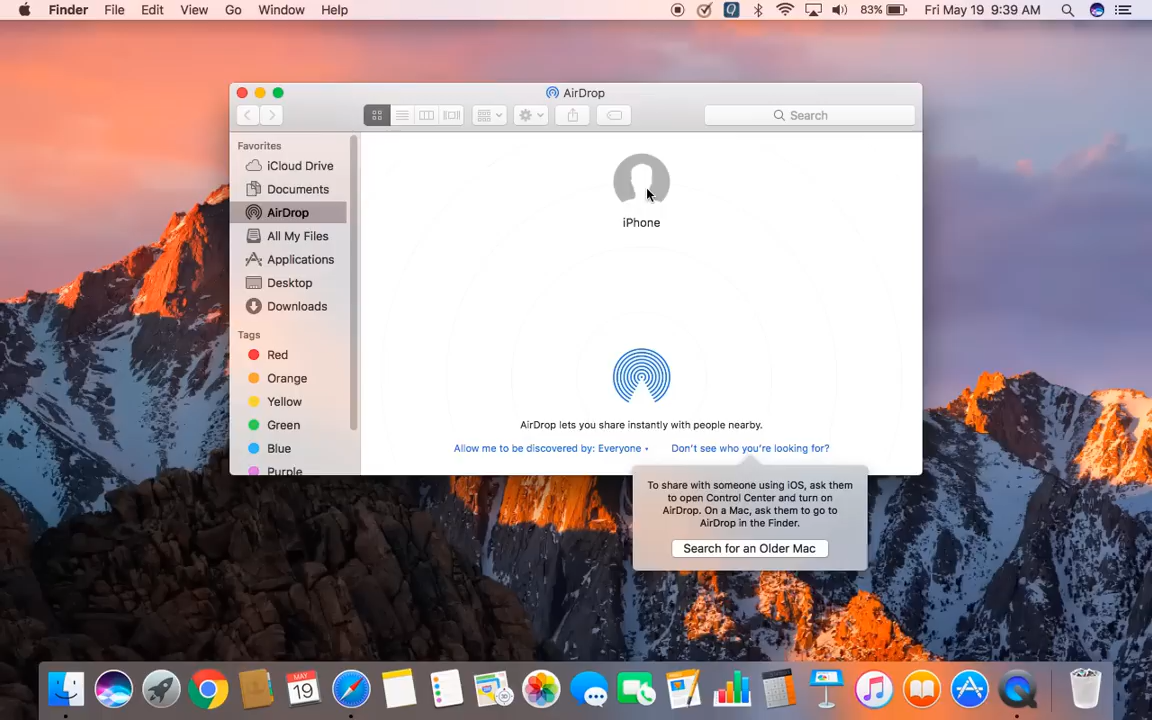 Finder File Edit View Go Window Help 83% Fri May 19 9:39 AM
AirDrop
Search
Favorites
iCloud Drive
Documents
AirDrop
All My Files
Applications
Desktop
Downloads
Tags
Red
Orange
Yellow
Green
Blue
Purple
iPhone
AirDrop lets you share instantly with people nearby.
Allow me to be discovered by: Everyone
Don't see who you're looking for?
To share with someone using iOS, ask them
to open Control Center and turn on
AirDrop. On a Mac, ask them to go to
AirDrop in the Finder.
Search for an Older Mac
MAY
19